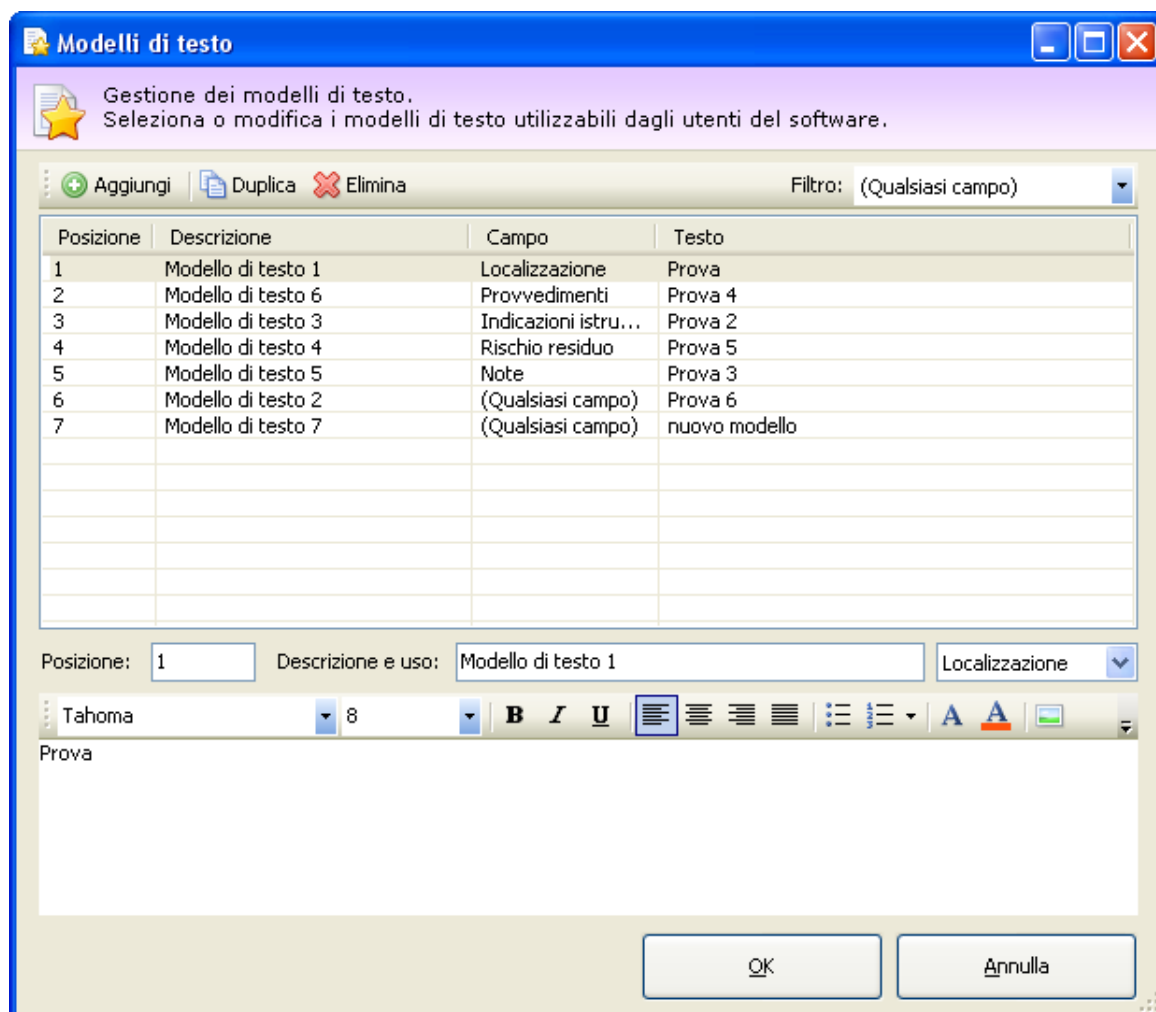 Modelli di testo
Gestione dei modelli di testo.
Seleziona o modifica i modelli di testo utilizzabili dagli utenti del software.
Aggiungi Duplica Elimina Filtro: (Qualsiasi campo)
Posizione Descrizione Campo Testo
1 Modello di testo 1 Localizzazione Prova
2 Modello di testo 6 Provvedimenti Prova 4
3 Modello di testo 3 Indicazioni istru... Prova 2
4 Modello di testo 4 Rischio residuo Prova 5
5 Modello di testo 5 Note Prova 3
6 Modello di testo 2 (Qualsiasi campo) Prova 6
7 Modello di testo 7 (Qualsiasi campo) nuovo modello
Posizione: 1 Descrizione e uso: Modello di testo 1 Localizzazione
Tahoma 8 B I U A A
Prova
OK Annulla